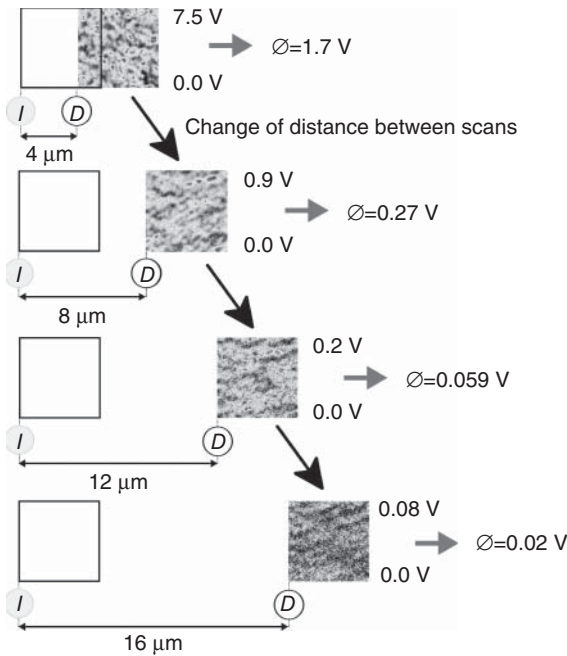 7.5 V
∅=1.7 V
0.0 V
I D
4 μm
Change of distance between scans
0.9 V
∅=0.27 V
0.0 V
I D
8 μm
0.2 V
∅=0.059 V
0.0 V
I D
12 μm
0.08 V
∅=0.02 V
0.0 V
I D
16 μm